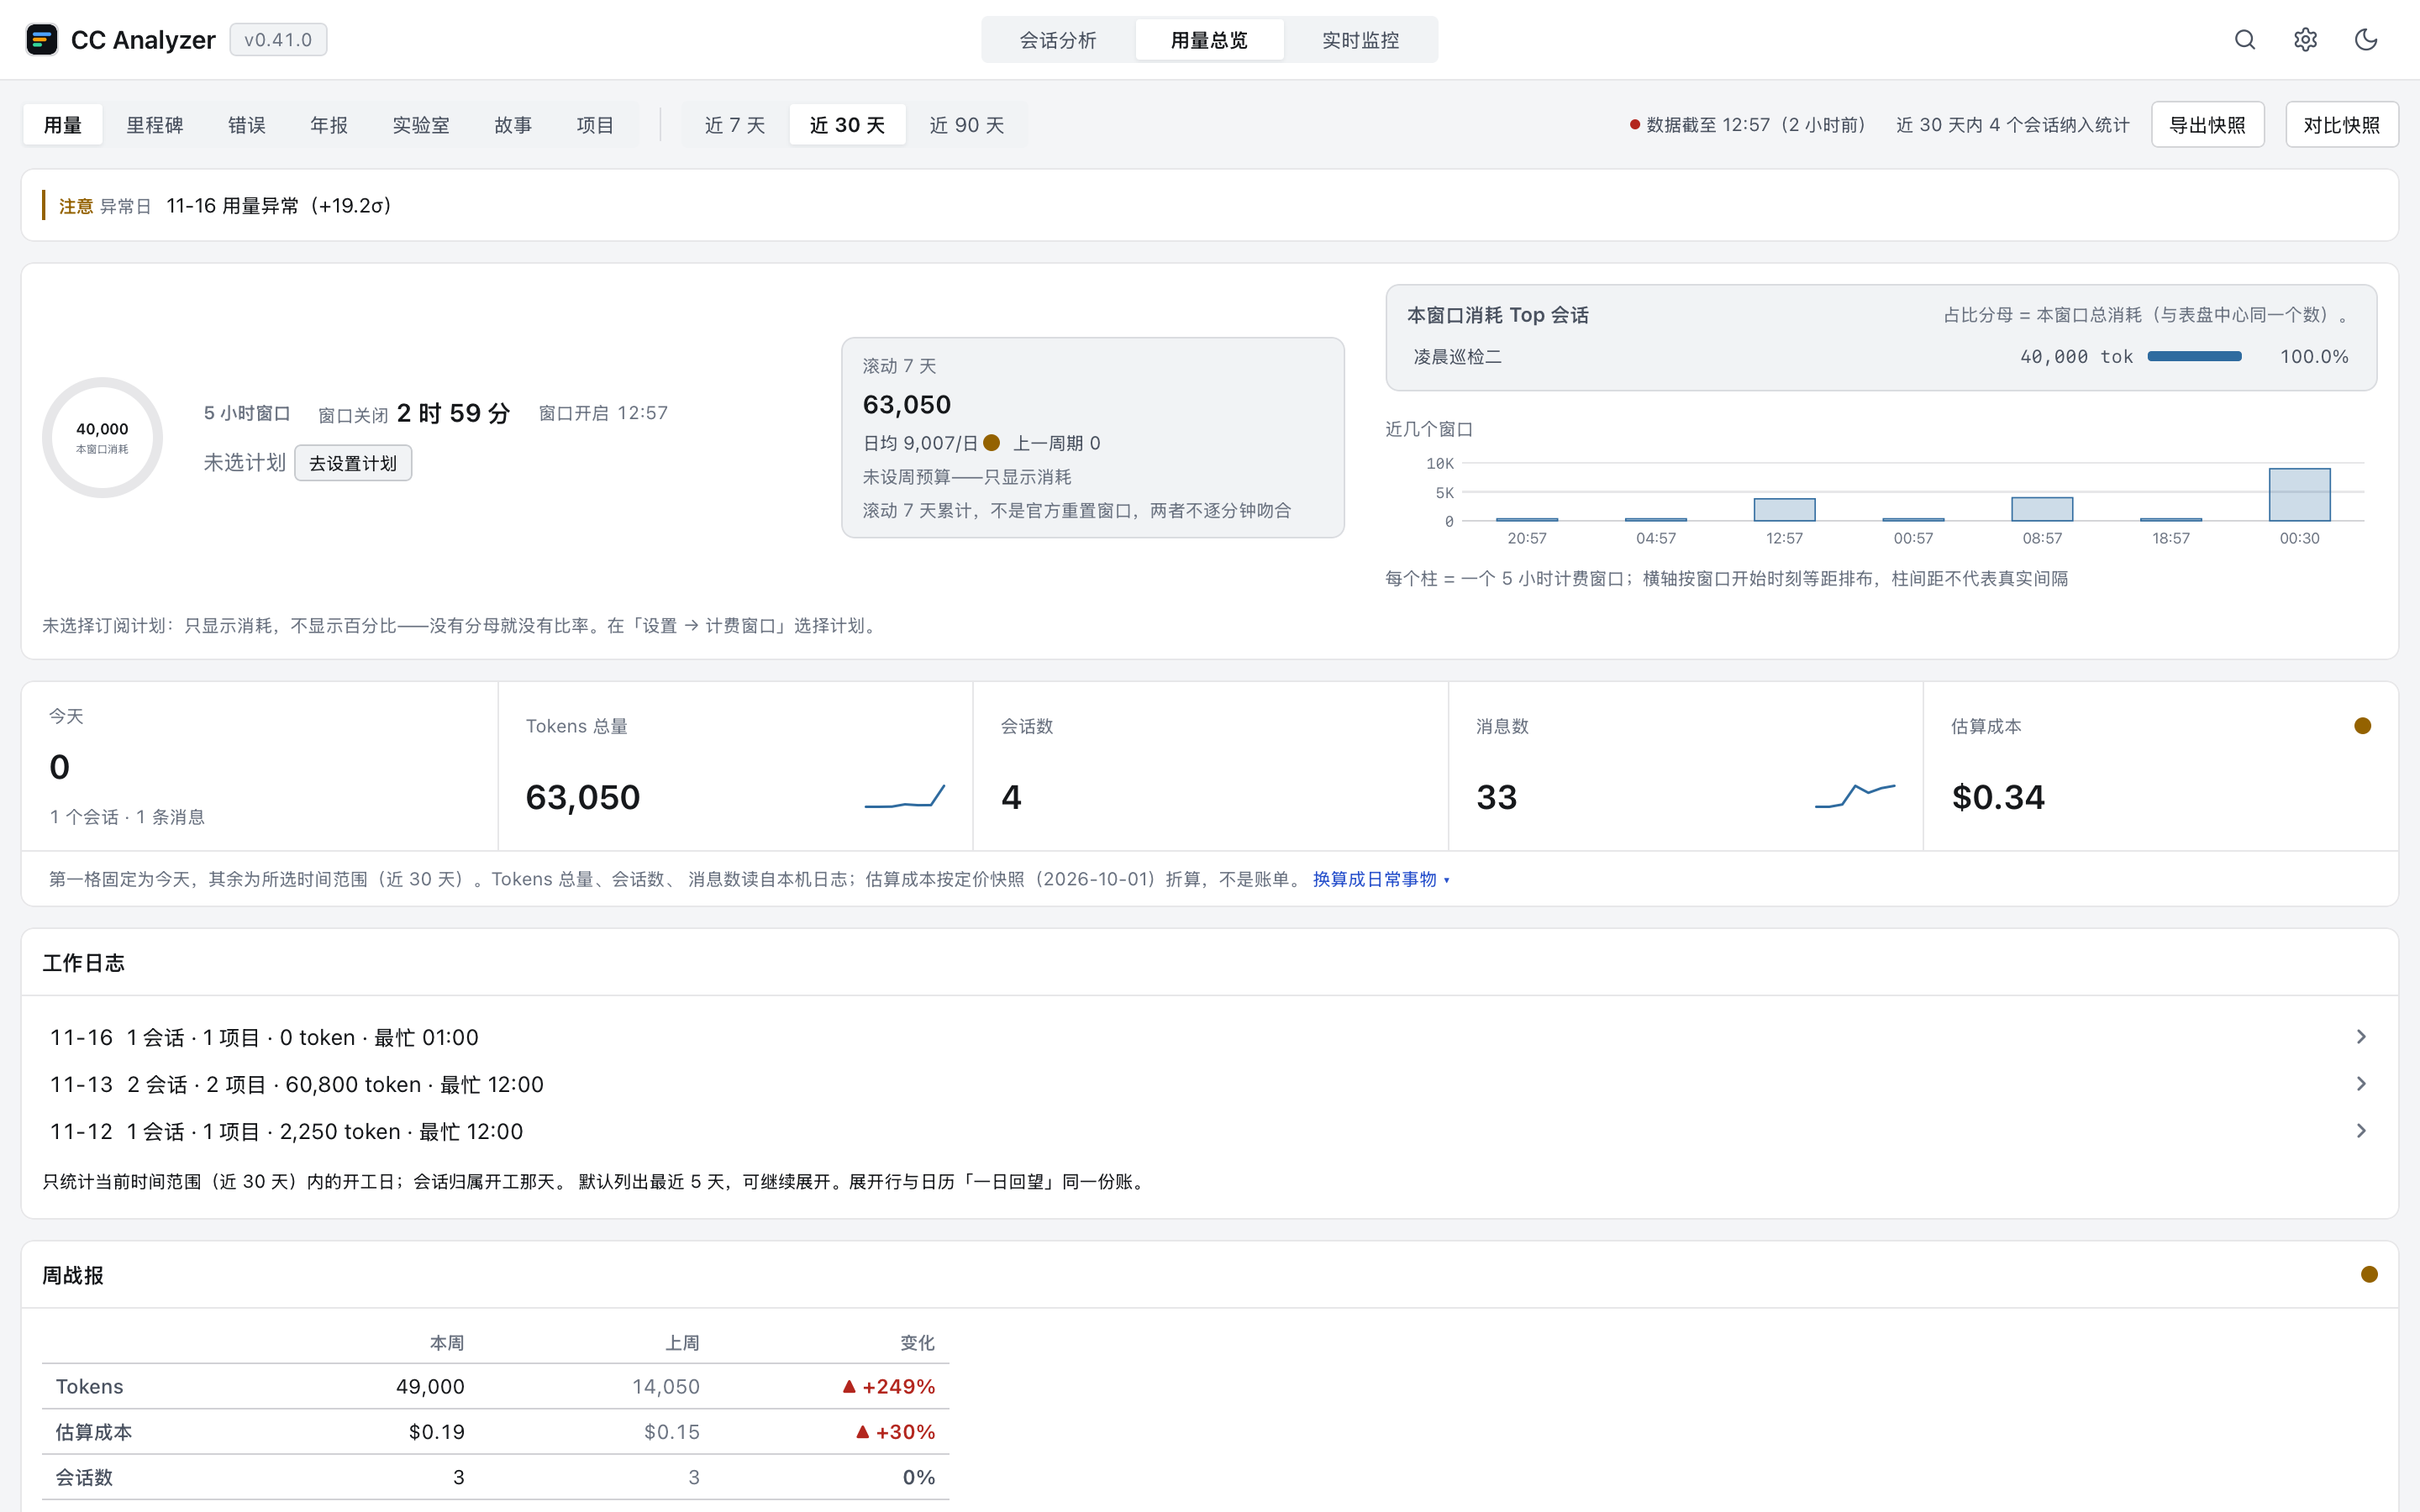 CC Analyzer v0.41.0
会话分析 用量总览 实时监控
用量 里程碑 错误 年报 实验室 故事 项目 近 7 天 近 30 天 近 90 天
数据截至 12:57（2 小时前） 近 30 天内 4 个会话纳入统计 导出快照 对比快照
注意 异常日 11-16 用量异常（+19.2σ）
40,000
本窗口消耗
5 小时窗口 窗口关闭 2 时 59 分 窗口开启 12:57
未选计划 去设置计划
滚动 7 天
63,050
日均 9,007/日 上一周期 0
未设周预算——只显示消耗
滚动 7 天累计，不是官方重置窗口，两者不逐分钟吻合
本窗口消耗 Top 会话 占比分母 = 本窗口总消耗（与表盘中心同一个数）。
凌晨巡检二 40,000 tok 100.0%
近几个窗口
10K
5K
0
20:57 04:57 12:57 00:57 08:57 18:57 00:30
每个柱 = 一个 5 小时计费窗口；横轴按窗口开始时刻等距排布，柱间距不代表真实间隔
未选择订阅计划：只显示消耗，不显示百分比——没有分母就没有比率。在「设置 → 计费窗口」选择计划。
今天
0
1 个会话 · 1 条消息
Tokens 总量
63,050
会话数
4
消息数
33
估算成本
$0.34
第一格固定为今天，其余为所选时间范围（近 30 天）。Tokens 总量、会话数、 消息数读自本机日志；估算成本按定价快照（2026-10-01）折算，不是账单。 换算成日常事物 ▾
工作日志
11-16 1 会话 · 1 项目 · 0 token · 最忙 01:00
11-13 2 会话 · 2 项目 · 60,800 token · 最忙 12:00
11-12 1 会话 · 1 项目 · 2,250 token · 最忙 12:00
只统计当前时间范围（近 30 天）内的开工日；会话归属开工那天。 默认列出最近 5 天，可继续展开。展开行与日历「一日回望」同一份账。
周战报
本周 上周 变化
Tokens 49,000 14,050 ▲ +249%
估算成本 $0.19 $0.15 ▲ +30%
会话数 3 3 0%